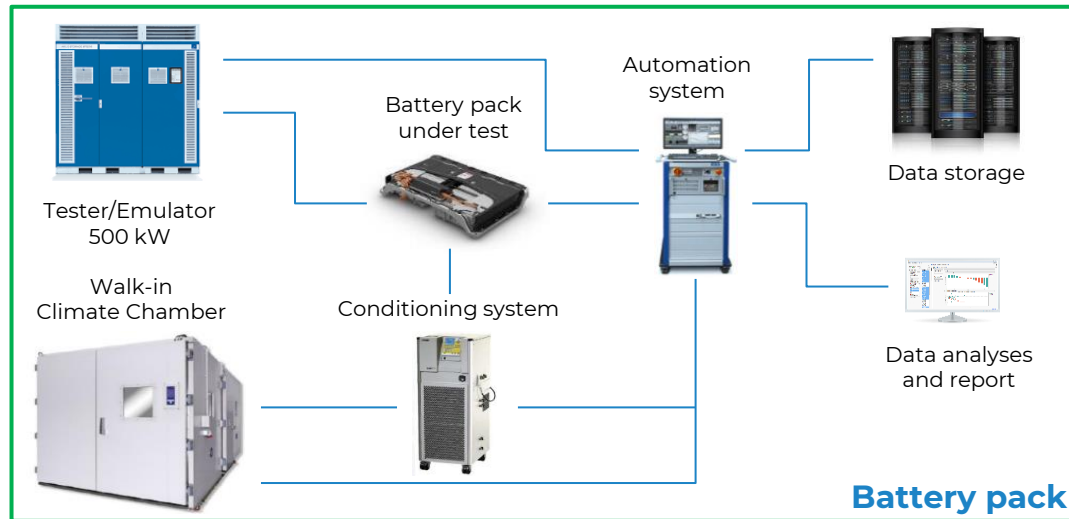 Automation
system
Battery pack
under test
Data storage
Tester/Emulator
500 kW
Walk-in
Climate Chamber
Conditioning system
Data analyses
and report
Battery pack